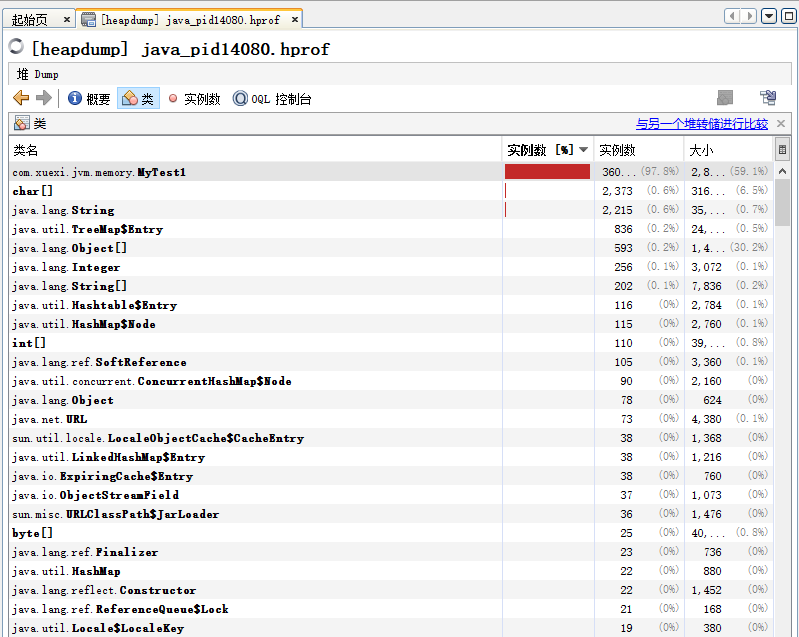 起始页 ×  [heapdump] java_pid14080.hprof ×
[heapdump] java_pid14080.hprof
堆 Dump
概要 类 实例数 OQL 控制台
类 与另一个堆转储进行比较 ×
类名 实例数 [%] 实例数 大小
com.xuexi.jvm.memory.MyTest1 360... (97.8%) 2,8... (59.1%)
char[] 2,373 (0.6%) 316... (6.5%)
java.lang.String 2,215 (0.6%) 35,... (0.7%)
java.util.TreeMap$Entry 836 (0.2%) 24,... (0.5%)
java.lang.Object[] 593 (0.2%) 1,4... (30.2%)
java.lang.Integer 256 (0.1%) 3,072 (0.1%)
java.lang.String[] 202 (0.1%) 7,836 (0.2%)
java.util.Hashtable$Entry 116 (0%) 2,784 (0.1%)
java.util.HashMap$Node 115 (0%) 2,760 (0.1%)
int[] 110 (0%) 39,... (0.8%)
java.lang.ref.SoftReference 105 (0%) 3,360 (0.1%)
java.util.concurrent.ConcurrentHashMap$Node 90 (0%) 2,160 (0%)
java.lang.Object 78 (0%) 624 (0%)
java.net.URL 73 (0%) 4,380 (0.1%)
sun.util.locale.LocaleObjectCache$CacheEntry 38 (0%) 1,368 (0%)
java.util.LinkedHashMap$Entry 38 (0%) 1,216 (0%)
java.io.ExpiringCache$Entry 38 (0%) 760 (0%)
java.io.ObjectStreamField 37 (0%) 1,073 (0%)
sun.misc.URLClassPath$JarLoader 36 (0%) 1,476 (0%)
byte[] 25 (0%) 40,... (0.8%)
java.lang.ref.Finalizer 23 (0%) 736 (0%)
java.util.HashMap 22 (0%) 880 (0%)
java.lang.reflect.Constructor 22 (0%) 1,452 (0%)
java.lang.ref.ReferenceQueue$Lock 21 (0%) 168 (0%)
java.util.Locale$LocaleKey 19 (0%) 380 (0%)